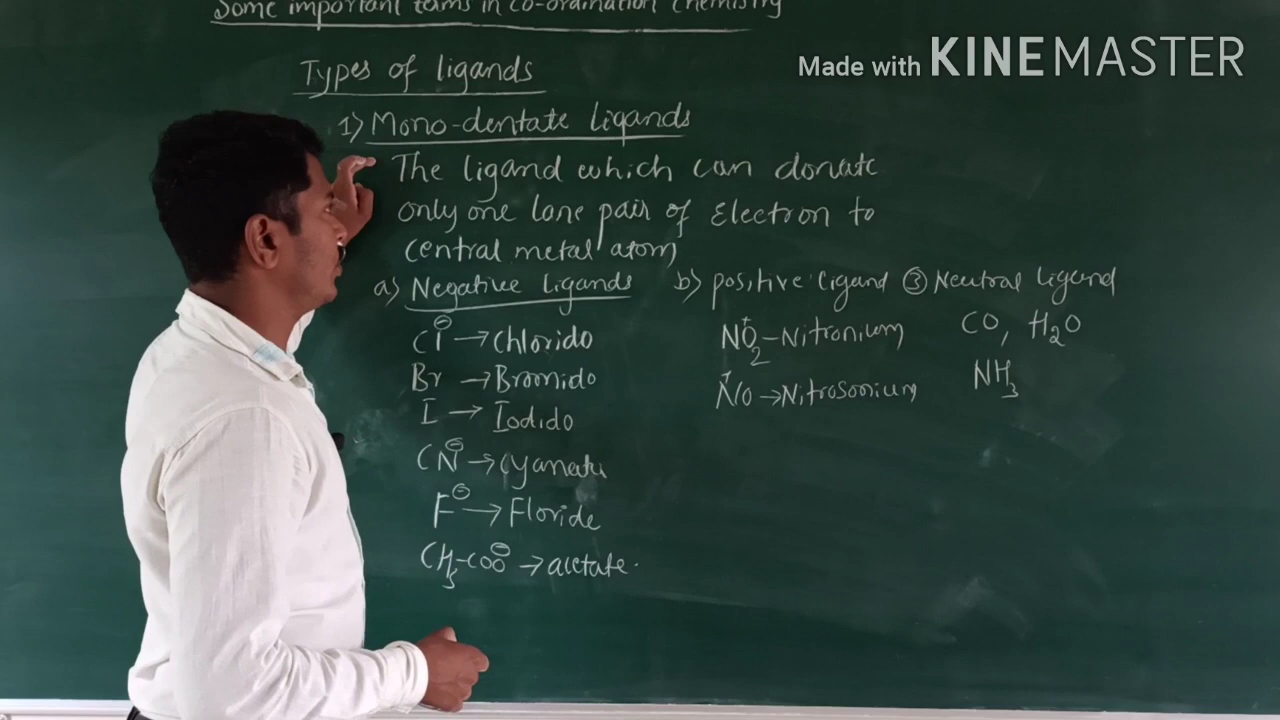 Some important terms in co-ordination chemistry
Made with KINEMASTER
Types of ligands
1) Mono-dentate Ligands
The ligand which can donate
only one lone pair of Electron to
central metal atom
a) Negative Ligands
Cl⊖ → Chlorido
Br → Bromido
I → Iodido
CN⊖ →
F⊖ → Floride
CH₃-COO⊖ → acetate.
b) positive ligand
NO₂⁺ - Nitronium
N⁺O → Nitrosonium
③ Neutral ligand
CO, H₂O
NH₃